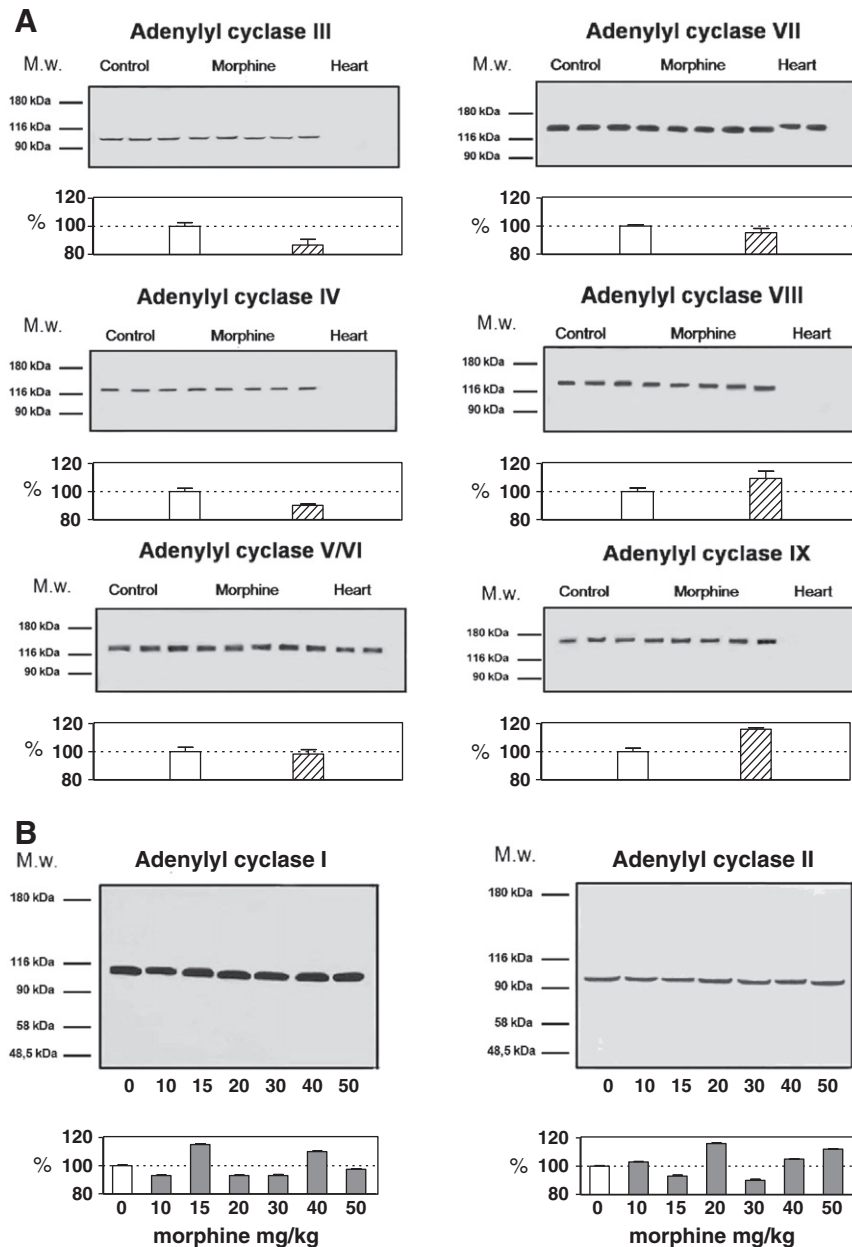 A
Adenylyl cyclase III
M.w. Control Morphine Heart
180 kDa
116 kDa
90 kDa
120
% 100
80
Adenylyl cyclase VII
M.w. Control Morphine Heart
180 kDa
116 kDa
90 kDa
120
% 100
80
Adenylyl cyclase IV
M.w. Control Morphine Heart
180 kDa
116 kDa
90 kDa
120
% 100
80
Adenylyl cyclase VIII
M.w. Control Morphine Heart
180 kDa
116 kDa
90 kDa
120
% 100
80
Adenylyl cyclase V/VI
M.w. Control Morphine Heart
180 kDa
116 kDa
90 kDa
120
% 100
80
Adenylyl cyclase IX
M.w. Control Morphine Heart
180 kDa
116 kDa
90 kDa
120
% 100
80
B
M.w. Adenylyl cyclase I
180 kDa
116 kDa
90 kDa
58 kDa
48,5 kDa
0 10 15 20 30 40 50
120
% 100
80
0 10 15 20 30 40 50
morphine mg/kg
M.w. Adenylyl cyclase II
180 kDa
116 kDa
90 kDa
58 kDa
48,5 kDa
0 10 15 20 30 40 50
120
% 100
80
0 10 15 20 30 40 50
morphine mg/kg